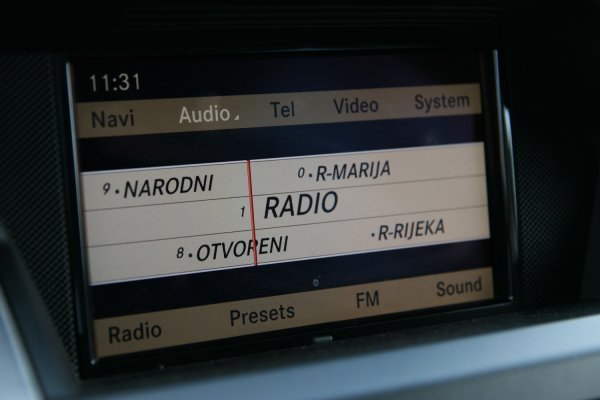 11:31
Navi Audio Tel Video System
9 • NARODNI 0 • R-MARIJA
1 RADIO
8 • OTVORENI • R-RIJEKA
Radio Presets FM Sound